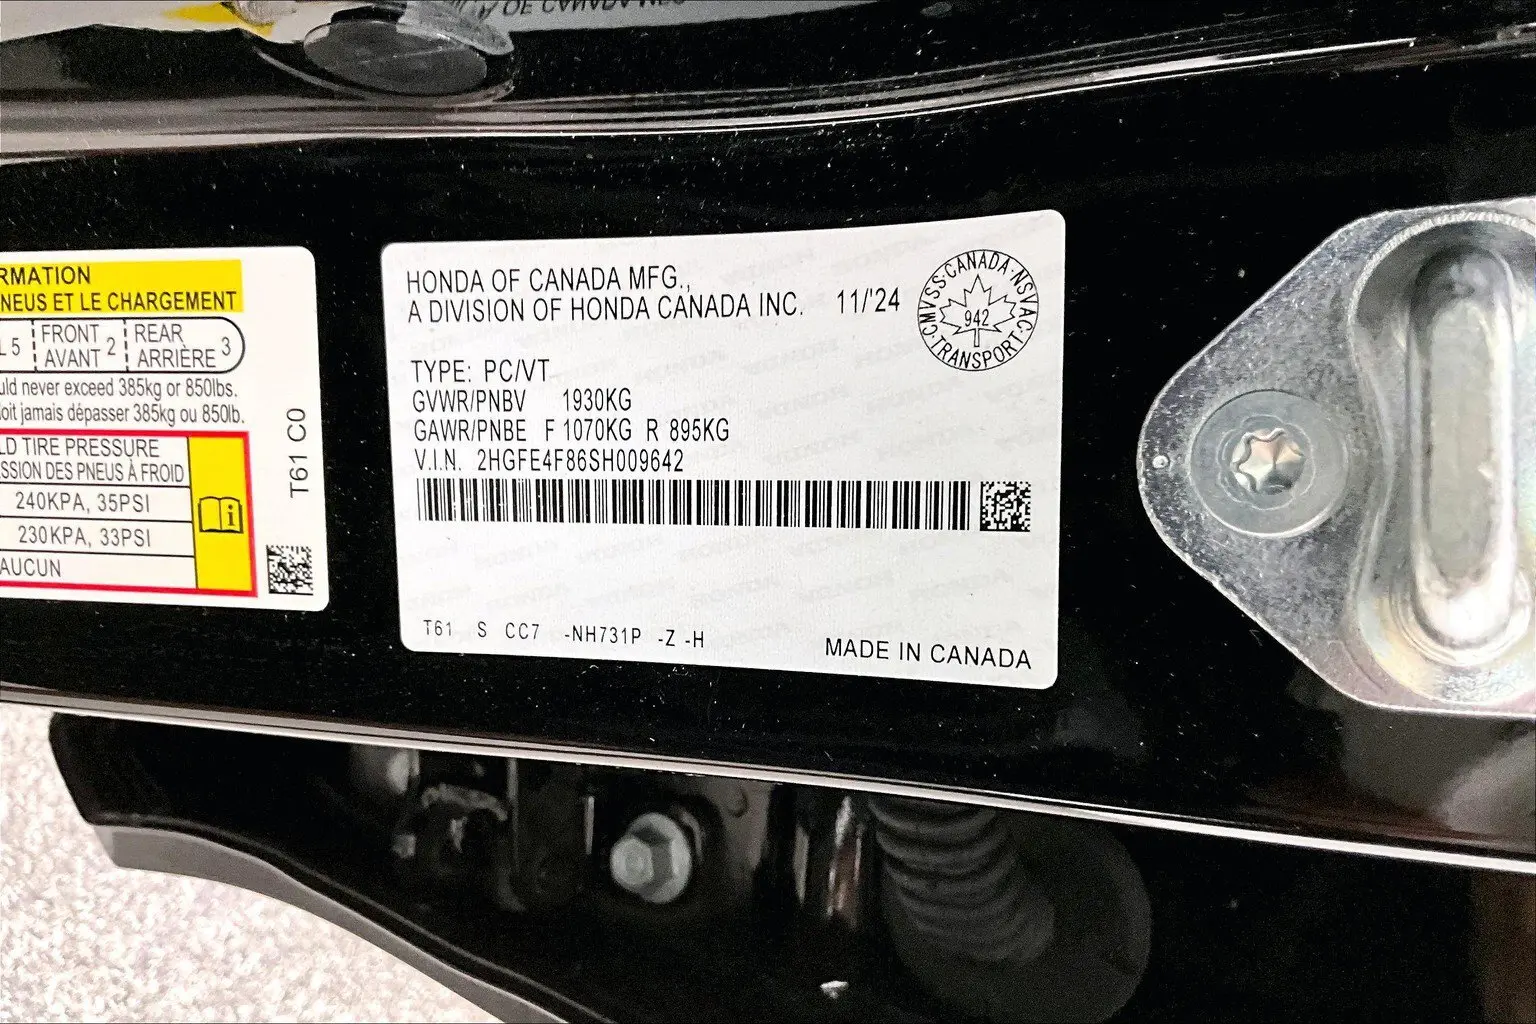 OF CANADA
RMATION
NEUS ET LE CHARGEMENT
L 5 FRONT AVANT 2 REAR ARRIÈRE 3
uld never exceed 385kg or 850lbs.
oit jamais dépasser 385kg ou 850lb.
LD TIRE PRESSURE
SSION DES PNEUS À FROID
240KPA, 35PSI
230KPA, 33PSI
AUCUN
T61 C0
HONDA OF CANADA MFG.,
A DIVISION OF HONDA CANADA INC. 11/'24
CMVSS·CANADA·NSVAC·TRANSPORT·
942
TYPE: PC/VT
GVWR/PNBV 1930KG
GAWR/PNBE F 1070KG R 895KG
V.I.N. 2HGFE4F86SH009642
T61 S CC7 -NH731P -Z -H
MADE IN CANADA